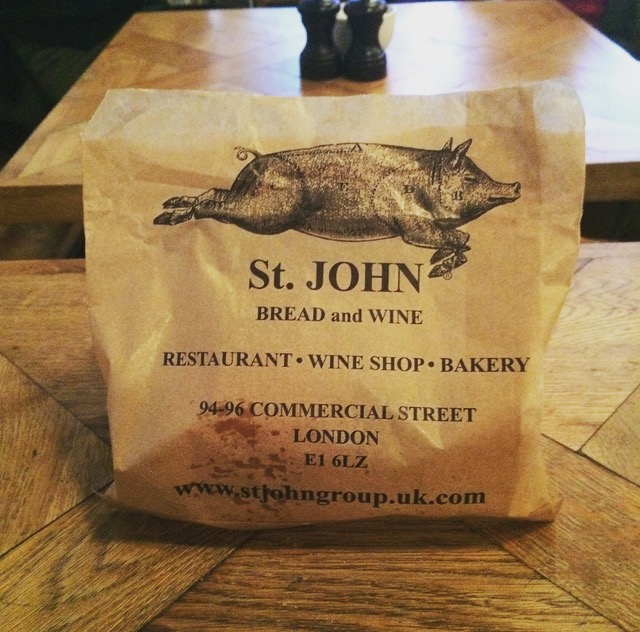 St. JOHN
BREAD and WINE
RESTAURANT • WINE SHOP • BAKERY
94-96 COMMERCIAL STREET
LONDON
E1 6LZ
www.stjohngroup.uk.com